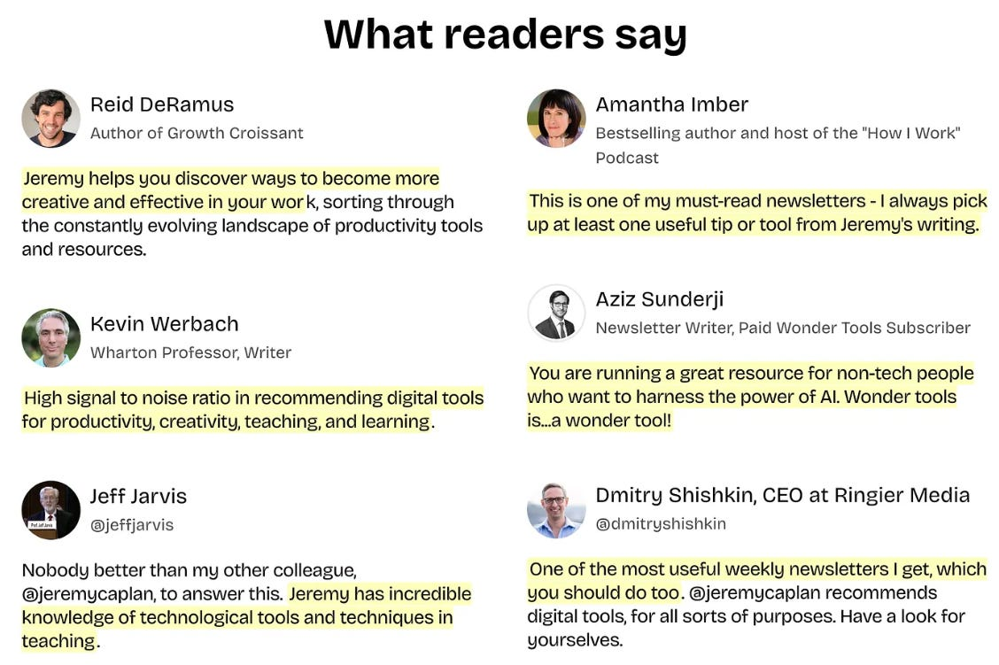 What readers say
Reid DeRamus
Author of Growth Croissant
Jeremy helps you discover ways to become more
creative and effective in your work, sorting through
the constantly evolving landscape of productivity tools
and resources.
Kevin Werbach
Wharton Professor, Writer
High signal to noise ratio in recommending digital tools
for productivity, creativity, teaching, and learning.
Jeff Jarvis
@jeffjarvis
Prof. Jeff Jarvis
Nobody better than my other colleague,
@jeremycaplan, to answer this. Jeremy has incredible
knowledge of technological tools and techniques in
teaching.
Amantha Imber
Bestselling author and host of the "How I Work"
Podcast
This is one of my must-read newsletters - I always pick
up at least one useful tip or tool from Jeremy's writing.
Aziz Sunderji
Newsletter Writer, Paid Wonder Tools Subscriber
You are running a great resource for non-tech people
who want to harness the power of AI. Wonder tools
is...a wonder tool!
Dmitry Shishkin, CEO at Ringier Media
@dmitryshishkin
One of the most useful weekly newsletters I get, which
you should do too. @jeremycaplan recommends
digital tools, for all sorts of purposes. Have a look for
yourselves.